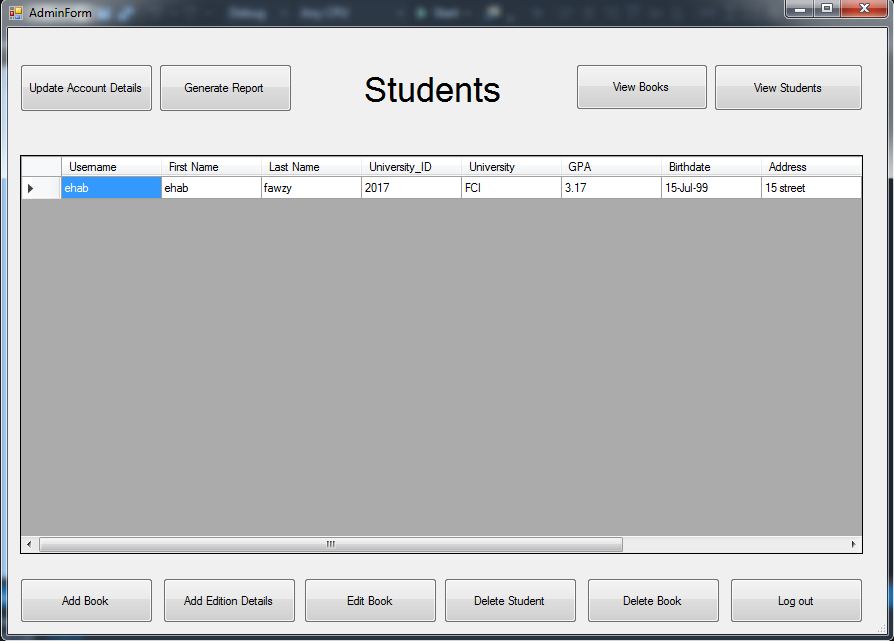 AdminForm
Update Account Details Generate Report Students View Books View Students
Username First Name Last Name University_ID University GPA Birthdate Address
ehab ehab fawzy 2017 FCI 3.17 15-Jul-99 15 street
Add Book Add Edition Details Edit Book Delete Student Delete Book Log out